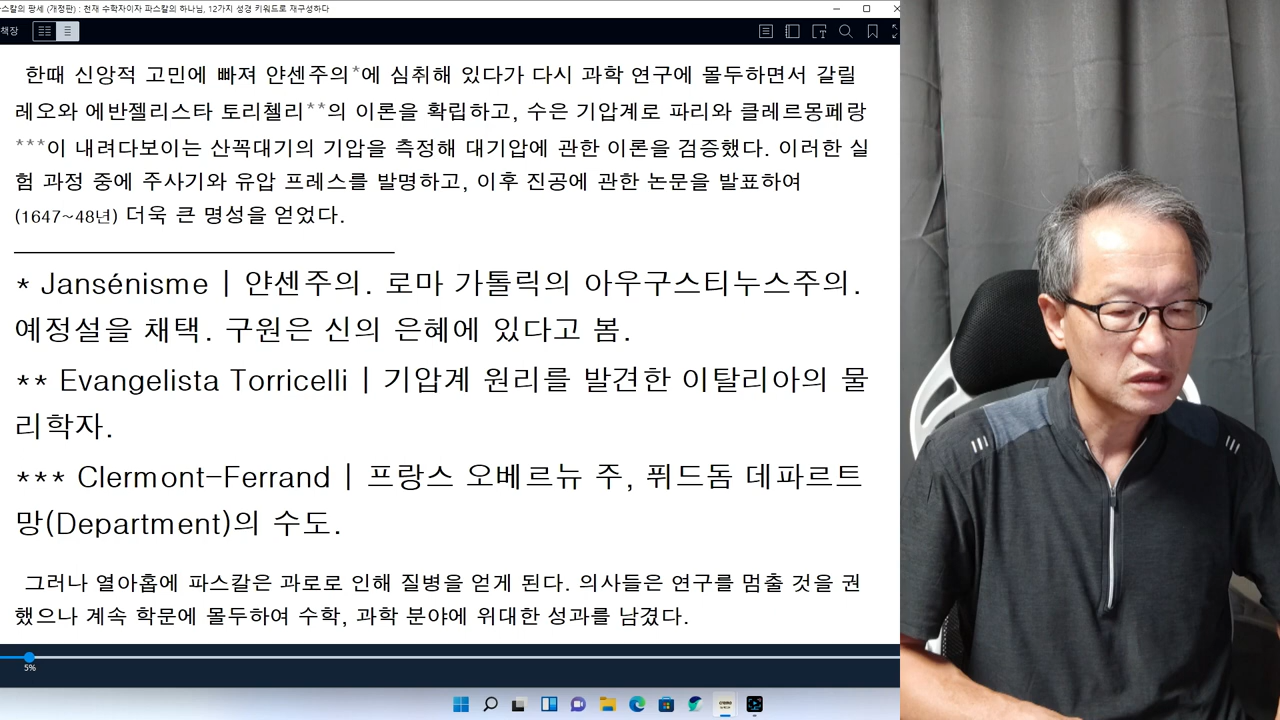 스칼의 팡세 (개정판) : 천재 수학자이자 파스칼의 하나님, 12가지 성경 키워드로 재구성하다
책장
한때 신앙적 고민에 빠져 얀센주의*에 심취해 있다가 다시 과학 연구에 몰두하면서 갈릴
레오와 에반젤리스타 토리첼리**의 이론을 확립하고, 수은 기압계로 파리와 클레르몽페랑
***이 내려다보이는 산꼭대기의 기압을 측정해 대기압에 관한 이론을 검증했다. 이러한 실
험 과정 중에 주사기와 유압 프레스를 발명하고, 이후 진공에 관한 논문을 발표하여
(1647~48년) 더욱 큰 명성을 얻었다.
* Jansénisme | 얀센주의. 로마 가톨릭의 아우구스티누스주의.
예정설을 채택. 구원은 신의 은혜에 있다고 봄.
** Evangelista Torricelli | 기압계 원리를 발견한 이탈리아의 물
리학자.
*** Clermont-Ferrand | 프랑스 오베르뉴 주, 퓌드돔 데파르트
망(Department)의 수도.
그러나 열아홉에 파스칼은 과로로 인해 질병을 얻게 된다. 의사들은 연구를 멈출 것을 권
했으나 계속 학문에 몰두하여 수학, 과학 분야에 위대한 성과를 남겼다.
5%